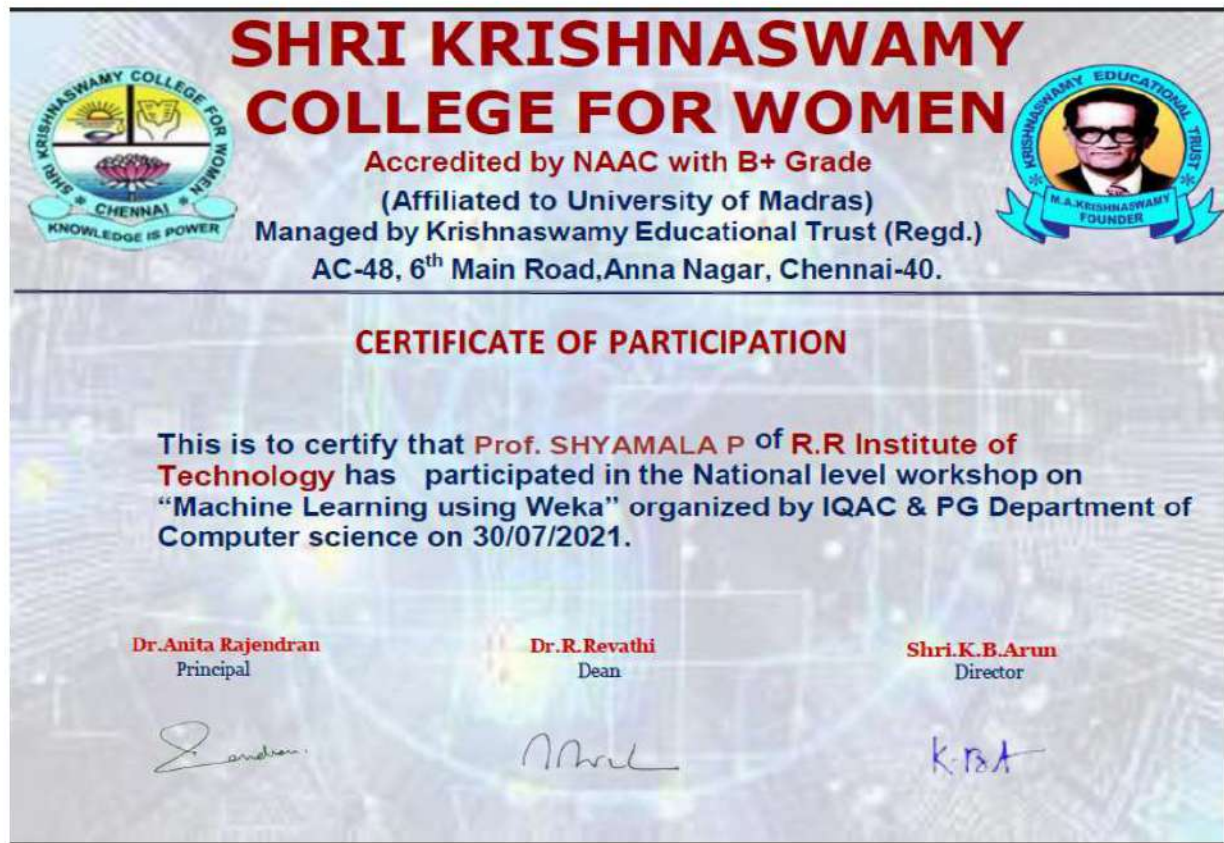 SHRI KRISHNASWAMY
COLLEGE FOR WOMEN
SHRI KRISHNASWAMY COLLEGE FOR WOMEN
* CHENNAI *
KNOWLEDGE IS POWER
KRISHNASWAMY EDUCATIONAL TRUST
M.A.KRISHNASWAMY
FOUNDER
Accredited by NAAC with B+ Grade
(Affiliated to University of Madras)
Managed by Krishnaswamy Educational Trust (Regd.)
AC-48, 6th Main Road,Anna Nagar, Chennai-40.
CERTIFICATE OF PARTICIPATION
This is to certify that Prof. SHYAMALA P of R.R Institute of
Technology has participated in the National level workshop on
“Machine Learning using Weka” organized by IQAC & PG Department of
Computer science on 30/07/2021.
Dr.Anita Rajendran
Principal
Dr.R.Revathi
Dean
Shri.K.B.Arun
Director